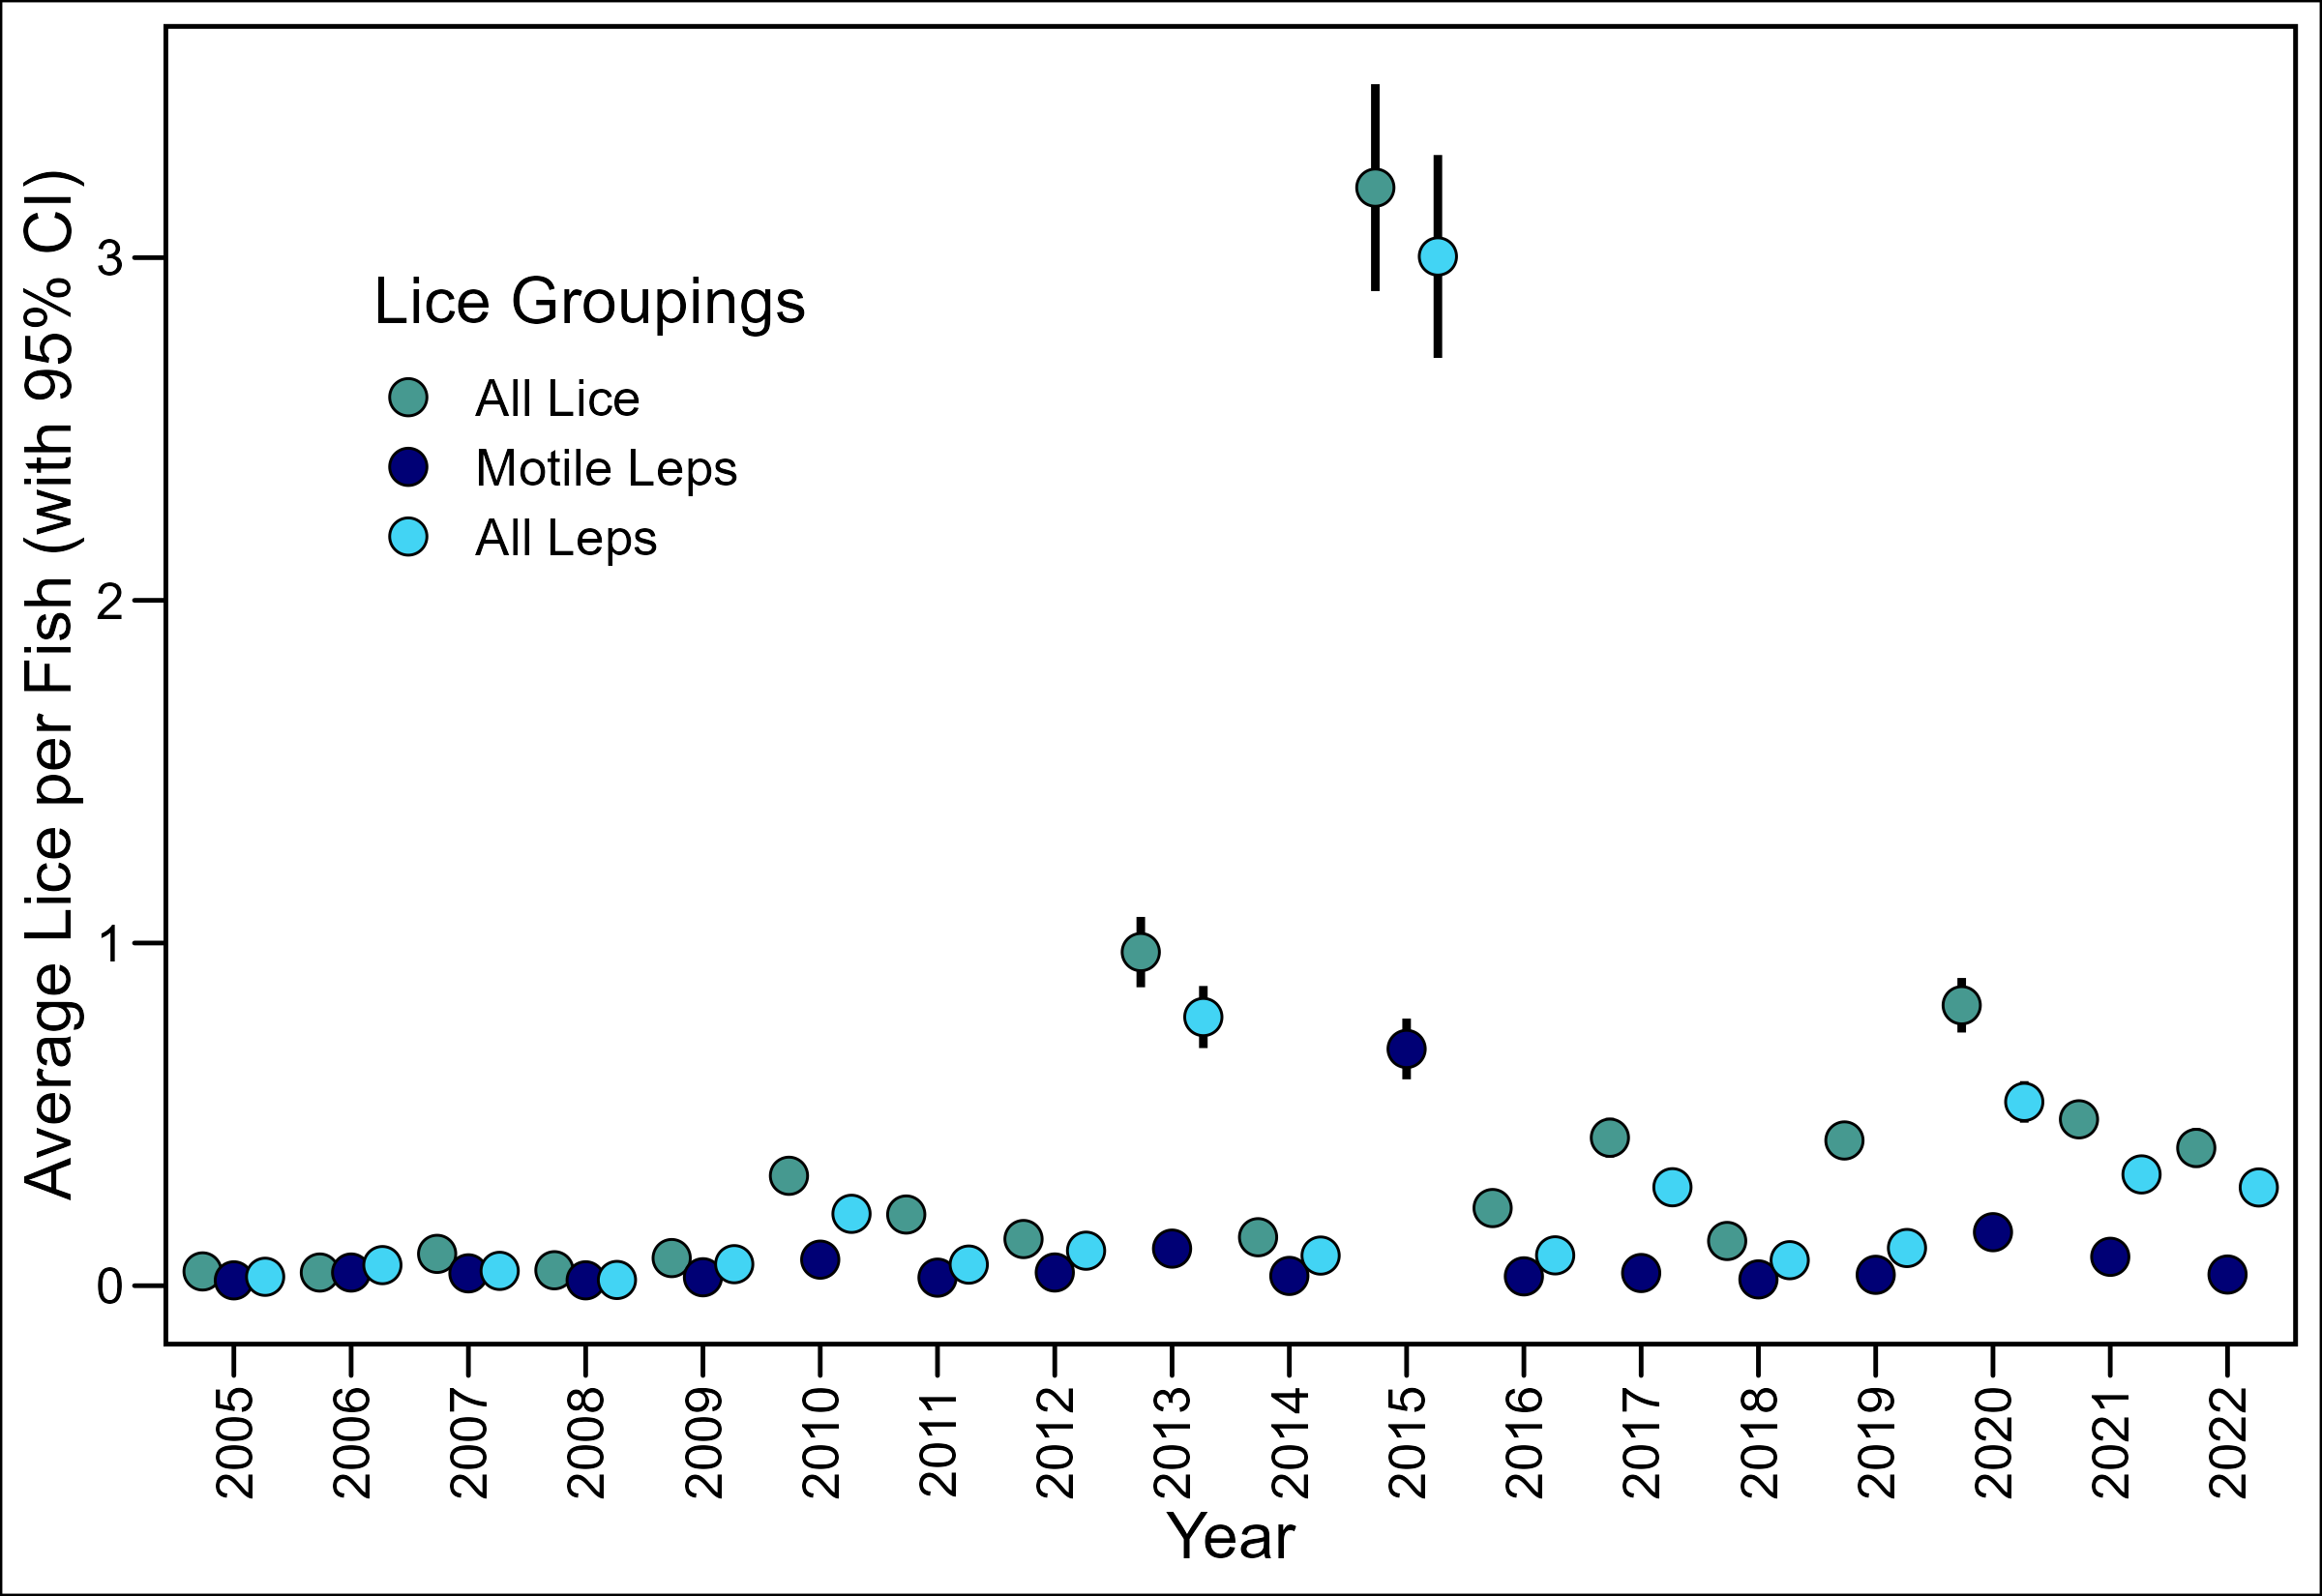 Average Lice per Fish (with 95% CI)
3
2
1
0
Lice Groupings
All Lice
Motile Leps
All Leps
2005 2006 2007 2008 2009 2010 2011 2012 2013 2014 2015 2016 2017 2018 2019 2020 2021 2022
Year